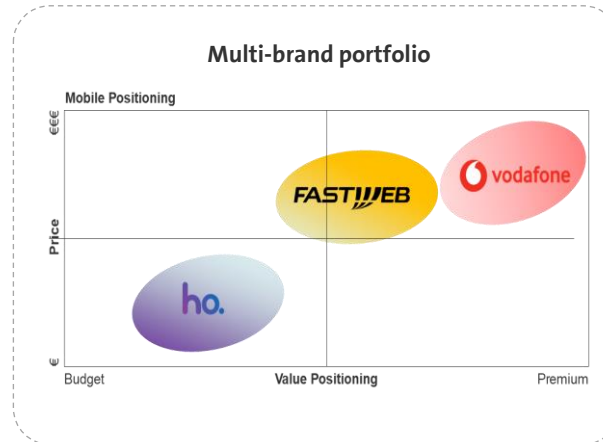 Multi-brand portfolio
Mobile Positioning
€€€
Price
€
FASTWEB
vodafone
ho.
Budget
Value Positioning
Premium